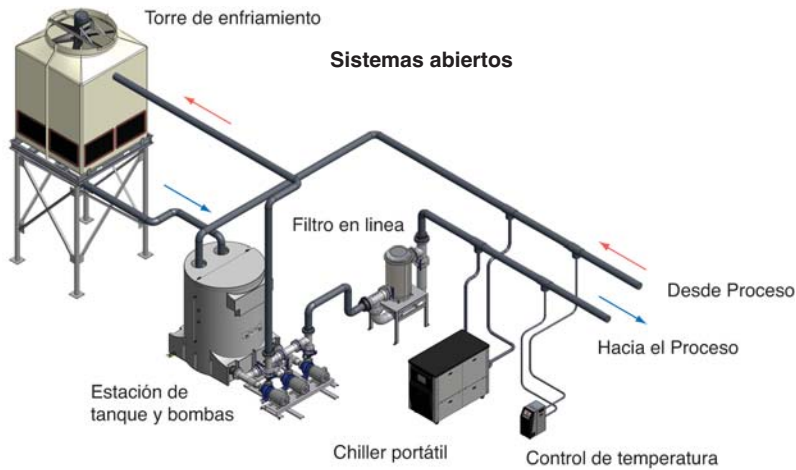 Torre de enfriamiento
Sistemas abiertos
Filtro en linea
Desde Proceso
Hacia el Proceso
Estación de
tanque y bombas
Chiller portátil
Control de temperatura